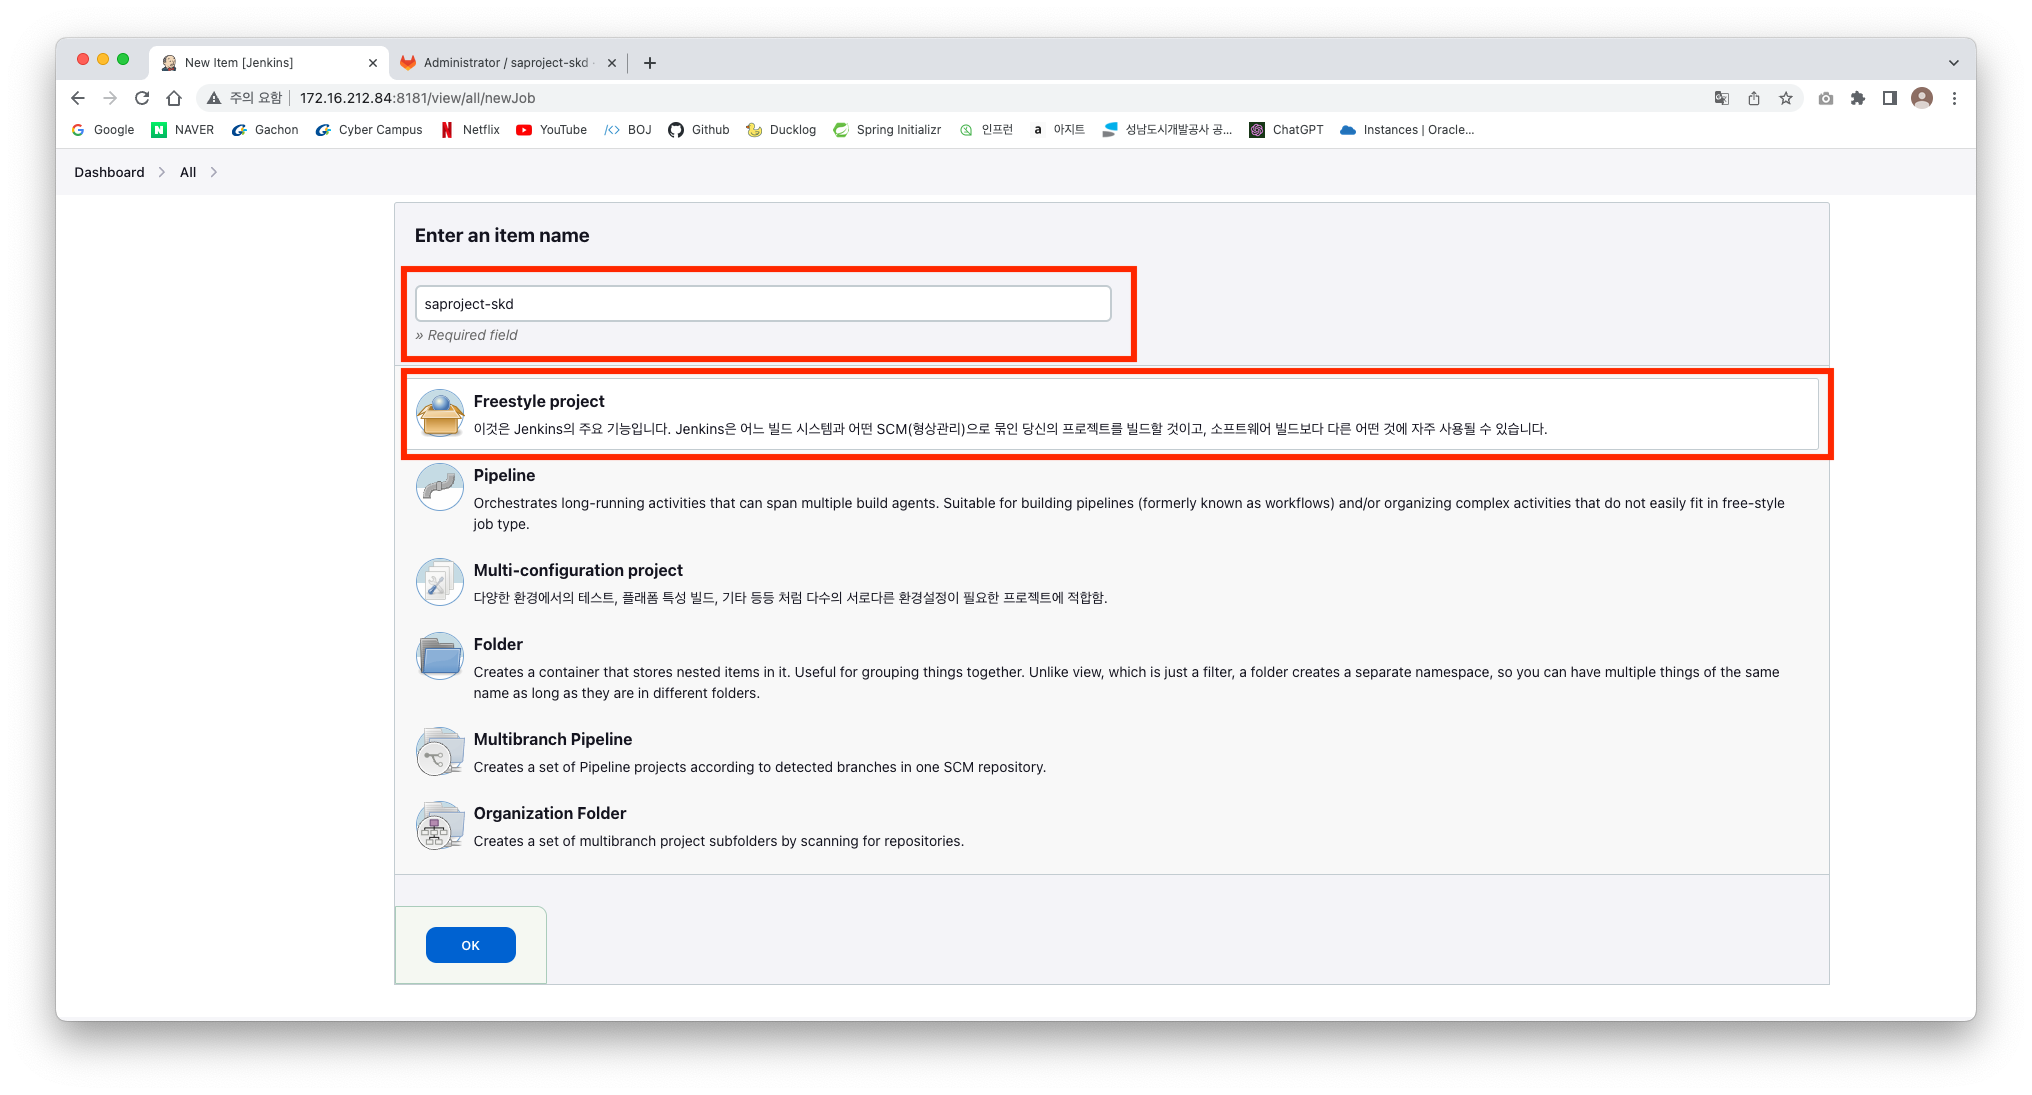 New Item [Jenkins]
Administrator / saproject-skd
주의 요함
172.16.212.84:8181/view/all/newJob
Google NAVER Gachon Cyber Campus Netflix YouTube BOJ Github Ducklog Spring Initializr 인프런 아지트 성남도시개발공사 공... ChatGPT Instances | Oracle...
Dashboard All
Enter an item name
saproject-skd
» Required field
Freestyle project
이것은 Jenkins의 주요 기능입니다. Jenkins은 어느 빌드 시스템과 어떤 SCM(형상관리)으로 묶인 당신의 프로젝트를 빌드할 것이고, 소프트웨어 빌드보다 다른 어떤 것에 자주 사용될 수 있습니다.
Pipeline
Orchestrates long-running activities that can span multiple build agents. Suitable for building pipelines (formerly known as workflows) and/or organizing complex activities that do not easily fit in free-style
job type.
Multi-configuration project
다양한 환경에서의 테스트, 플래폼 특성 빌드, 기타 등등 처럼 다수의 서로다른 환경설정이 필요한 프로젝트에 적합함.
Folder
Creates a container that stores nested items in it. Useful for grouping things together. Unlike view, which is just a filter, a folder creates a separate namespace, so you can have multiple things of the same
name as long as they are in different folders.
Multibranch Pipeline
Creates a set of Pipeline projects according to detected branches in one SCM repository.
Organization Folder
Creates a set of multibranch project subfolders by scanning for repositories.
OK